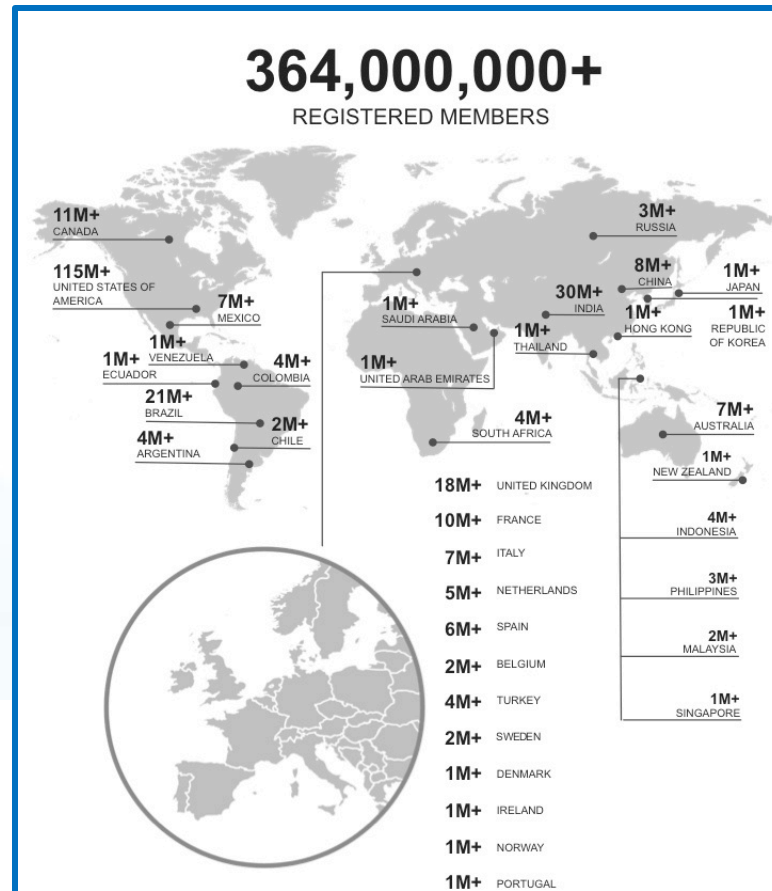 364,000,000+
REGISTERED MEMBERS
11M+
CANADA
115M+
UNITED STATES OF
AMERICA
7M+
MEXICO
1M+
VENEZUELA
1M+
ECUADOR
4M+
COLOMBIA
21M+
BRAZIL
2M+
CHILE
4M+
ARGENTINA
3M+
RUSSIA
8M+
CHINA
1M+
JAPAN
30M+
INDIA
1M+
SAUDI ARABIA
1M+
THAILAND
1M+
HONG KONG
1M+
REPUBLIC
OF KOREA
1M+
UNITED ARAB EMIRATES
4M+
SOUTH AFRICA
7M+
AUSTRALIA
1M+
NEW ZEALAND
4M+
INDONESIA
3M+
PHILIPPINES
2M+
MALAYSIA
1M+
SINGAPORE
18M+ UNITED KINGDOM
10M+ FRANCE
7M+ ITALY
5M+ NETHERLANDS
6M+ SPAIN
2M+ BELGIUM
4M+ TURKEY
2M+ SWEDEN
1M+ DENMARK
1M+ IRELAND
1M+ NORWAY
1M+ PORTUGAL